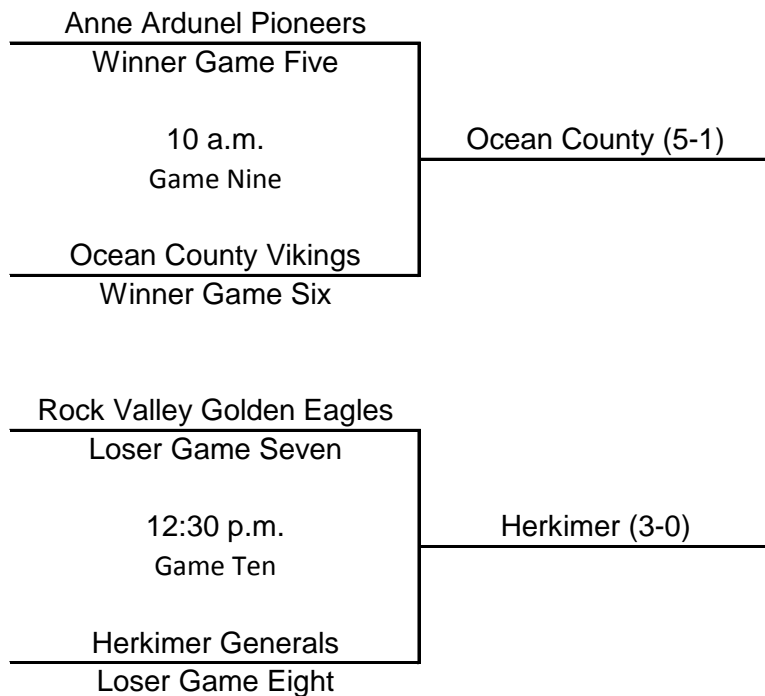 Anne Ardunel Pioneers
Winner Game Five
10 a.m.
Game Nine
Ocean County (5-1)
Ocean County Vikings
Winner Game Six
Rock Valley Golden Eagles
Loser Game Seven
12:30 p.m.
Game Ten
Herkimer (3-0)
Herkimer Generals
Loser Game Eight